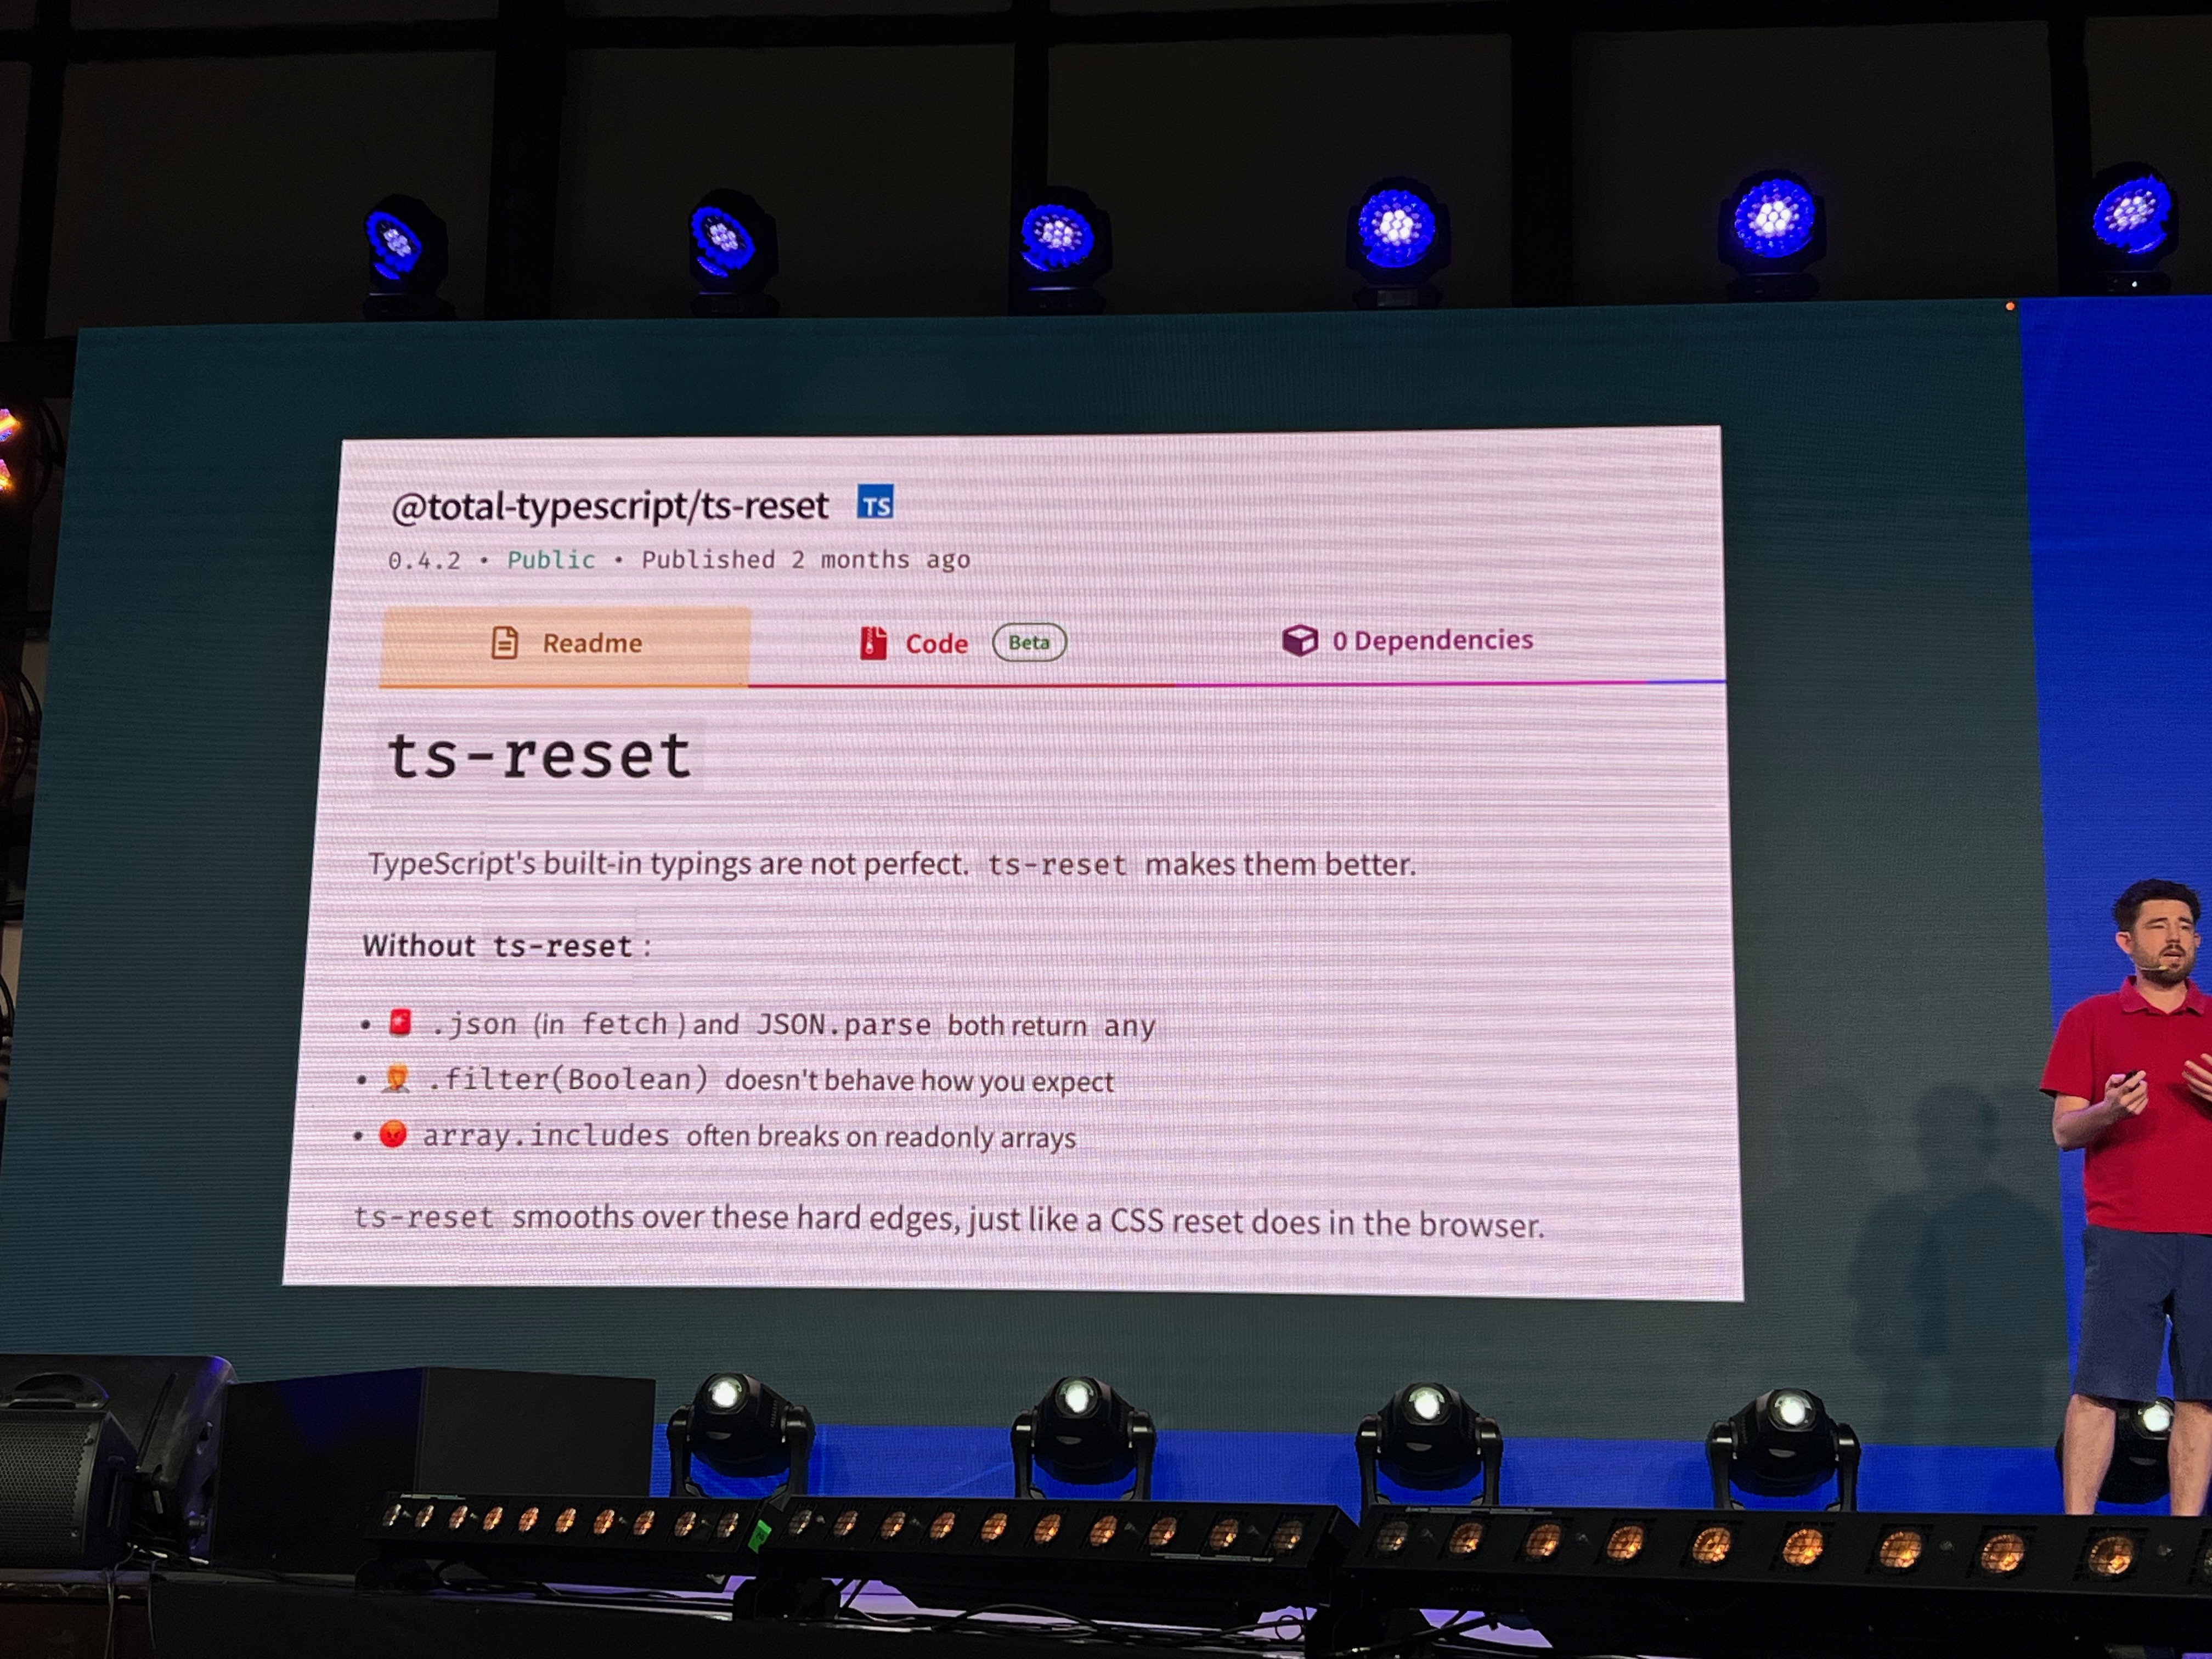 @total-typescript/ts-reset TS
0.4.2 • Public • Published 2 months ago
Readme Code Beta 0 Dependencies
ts-reset
TypeScript's built-in typings are not perfect. ts-reset makes them better.
Without ts-reset:
• .json (in fetch) and JSON.parse both return any
• .filter(Boolean) doesn't behave how you expect
• array.includes often breaks on readonly arrays
ts-reset smooths over these hard edges, just like a CSS reset does in the browser.